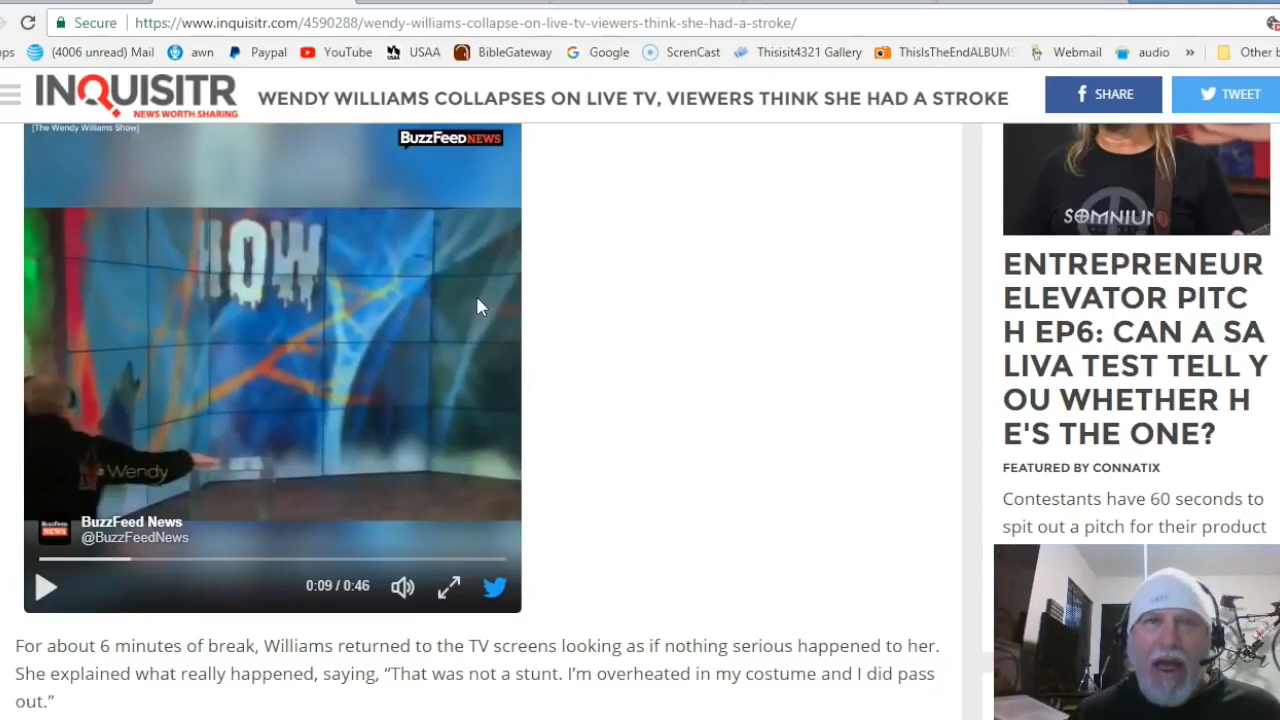 Secure | https://www.inquisitr.com/4590288/wendy-williams-collapse-on-live-tv-viewers-think-she-had-a-stroke/
ps (4006 unread) Mail awn Paypal YouTube USAA BibleGateway Google ScrenCast Thisisit4321 Gallery ThisIsTheEndALBUMS Webmail audio » Other
INQUISITR
NEWS WORTH SHARING
WENDY WILLIAMS COLLAPSES ON LIVE TV, VIEWERS THINK SHE HAD A STROKE
SHARE
TWEET
[The Wendy Williams Show]
BuzzFeed NEWS
HOW
Wendy
BuzzFeed NEWS
BuzzFeed News
@BuzzFeedNews
0:09 / 0:46
For about 6 minutes of break, Williams returned to the TV screens looking as if nothing serious happened to her.
She explained what really happened, saying, “That was not a stunt. I’m overheated in my costume and I did pass
out.”
SOMNIUM
ENTREPRENEUR
ELEVATOR PITC
H EP6: CAN A SA
LIVA TEST TELL Y
OU WHETHER H
E'S THE ONE?
FEATURED BY CONNATIX
Contestants have 60 seconds to
spit out a pitch for their product